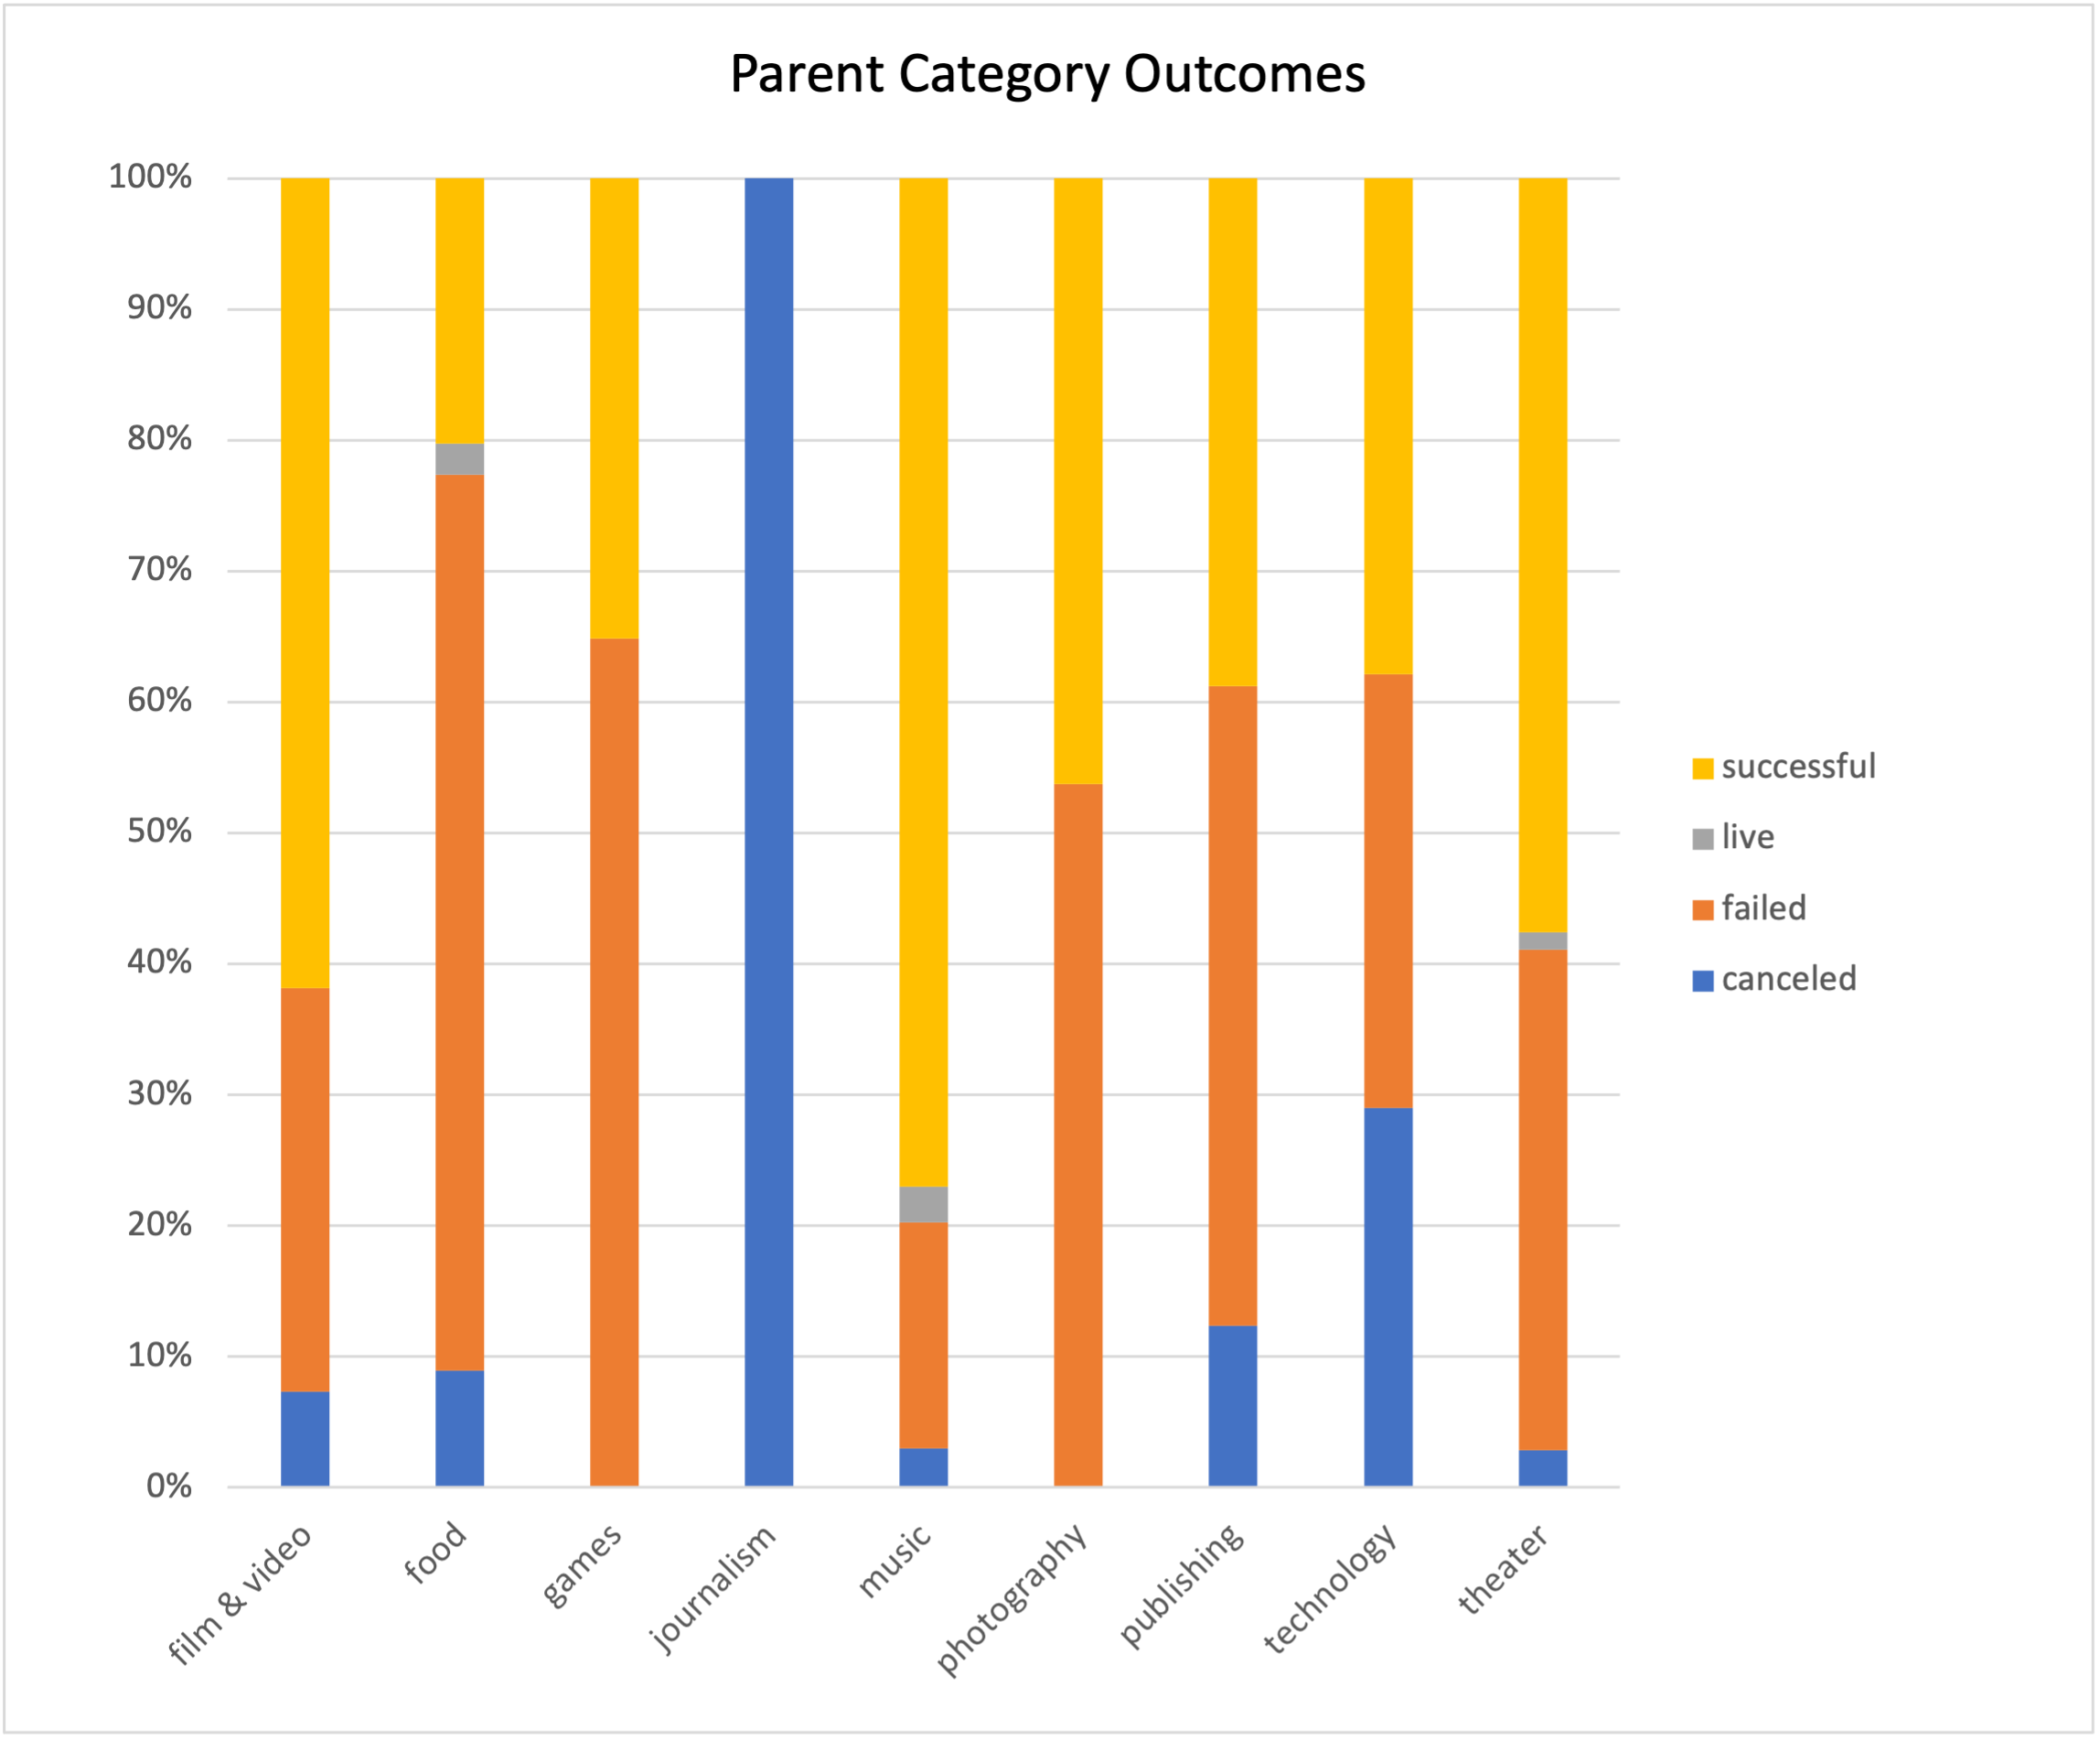 Parent Category Outcomes
100%
90%
80%
70%
60%
50%
40%
30%
20%
10%
0%
film & video
food
games
journalism
music
photography
publishing
technology
theater
successful
live
failed
canceled